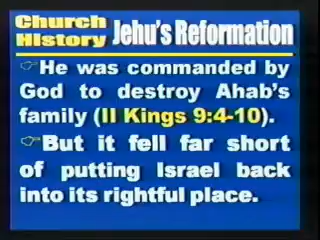 Church History Jehu's Reformation
He was commanded by
God to destroy Ahab's
family (II Kings 9:4-10).
But it fell far short
of putting Israel back
into its rightful place.